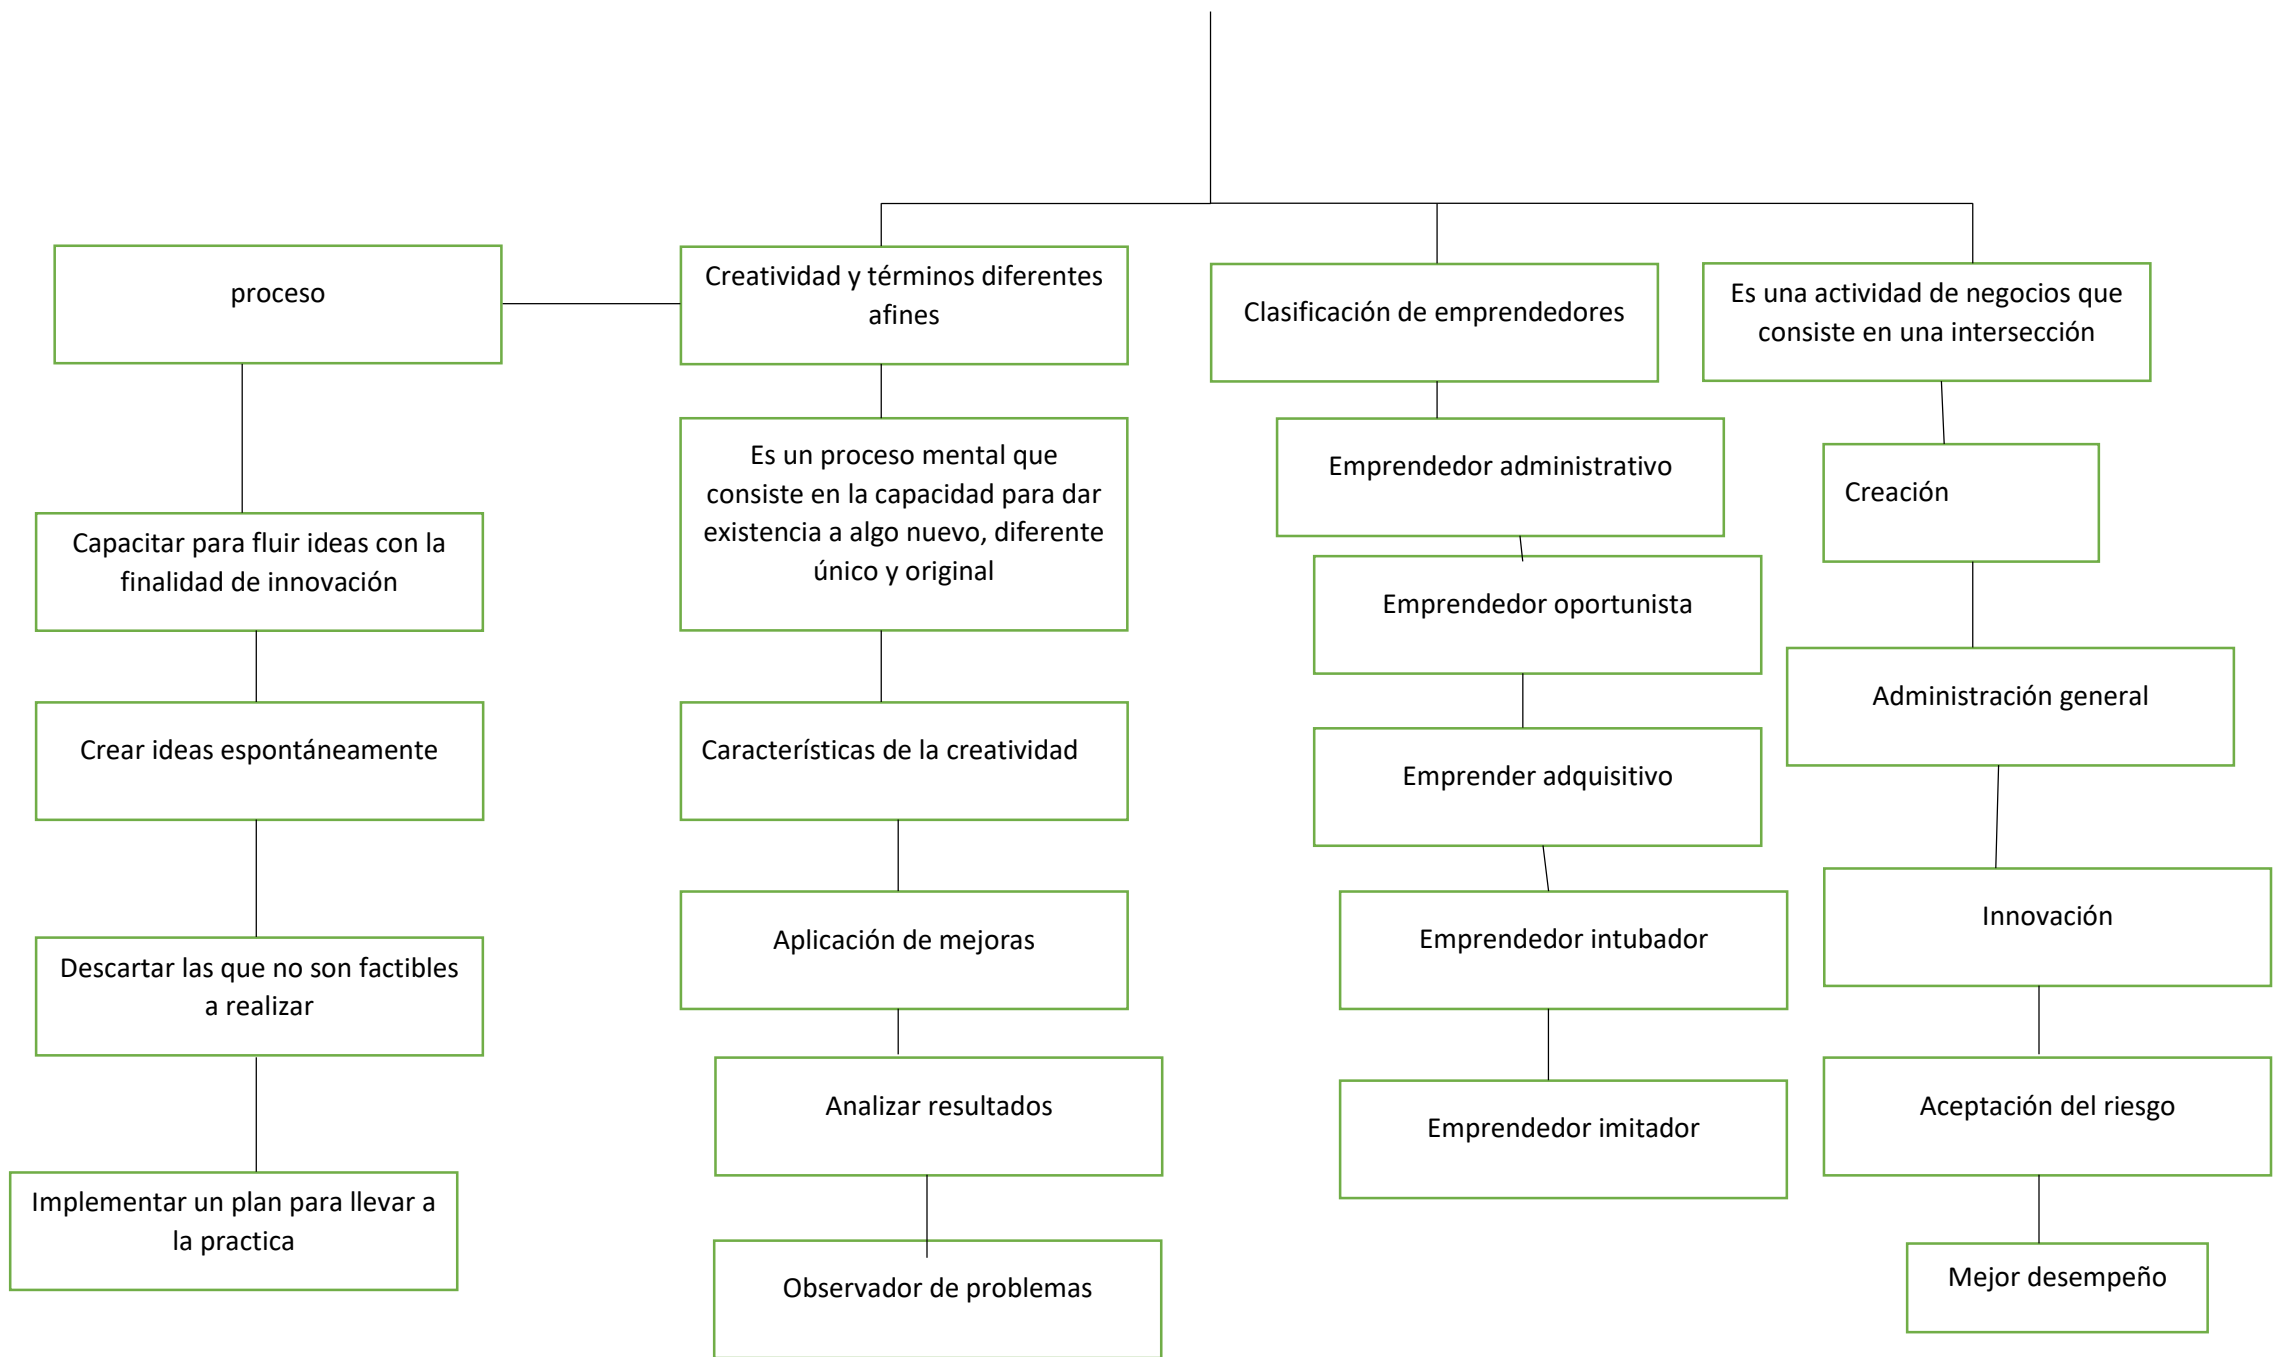 proceso
Capacitar para fluir ideas con la
finalidad de innovación
Crear ideas espontáneamente
Descartar las que no son factibles
a realizar
Implementar un plan para llevar a
la practica
Creatividad y términos diferentes
afines
Es un proceso mental que
consiste en la capacidad para dar
existencia a algo nuevo, diferente
único y original
Características de la creatividad
Aplicación de mejoras
Analizar resultados
Observador de problemas
Clasificación de emprendedores
Emprendedor administrativo
Emprendedor oportunista
Emprender adquisitivo
Emprendedor intubador
Emprendedor imitador
Es una actividad de negocios que
consiste en una intersección
Creación
Administración general
Innovación
Aceptación del riesgo
Mejor desempeño